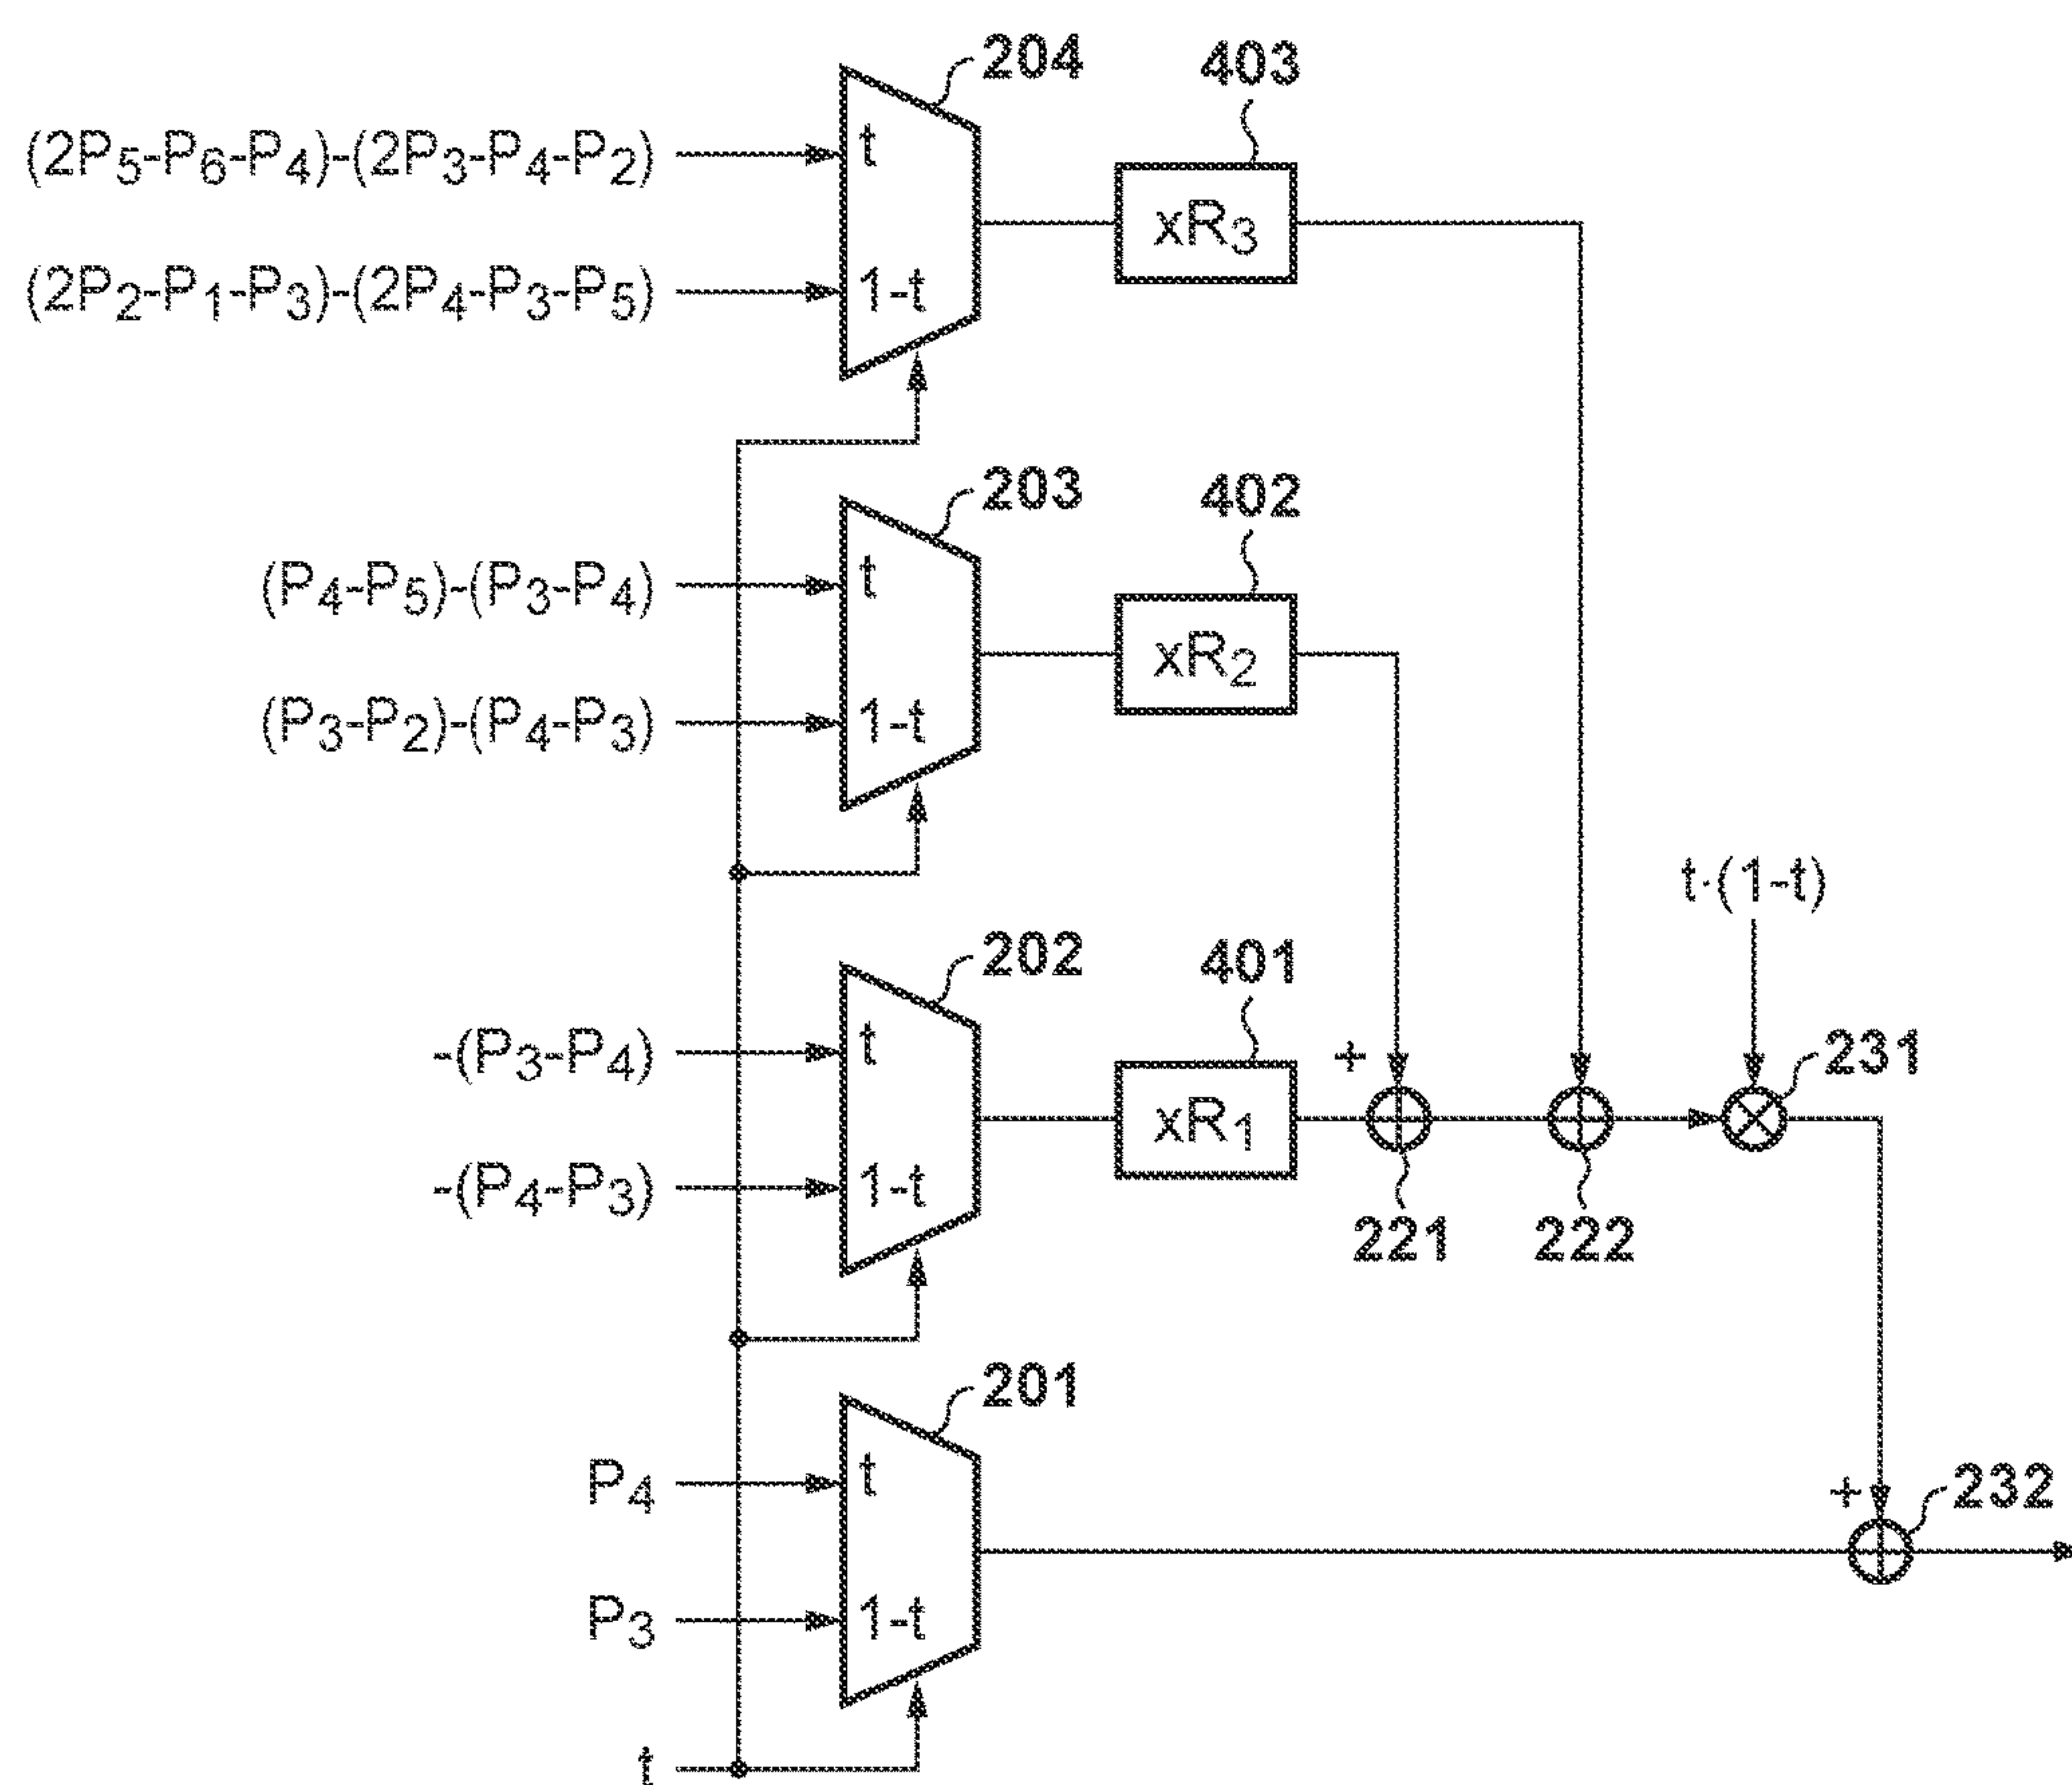 204
403
(2P₅-P₆-P₄)-(2P₃-P₄-P₂)
t
xR₃
(2P₂-P₁-P₃)-(2P₄-P₃-P₅)
1-t
203
402
(P₄-P₅)-(P₃-P₄)
t
xR₂
(P₃-P₂)-(P₄-P₃)
1-t
t·(1-t)
202
401
-(P₃-P₄)
t
+
231
xR₁
-(P₄-P₃)
1-t
221
222
201
P₄
t
+
232
P₃
1-t
t